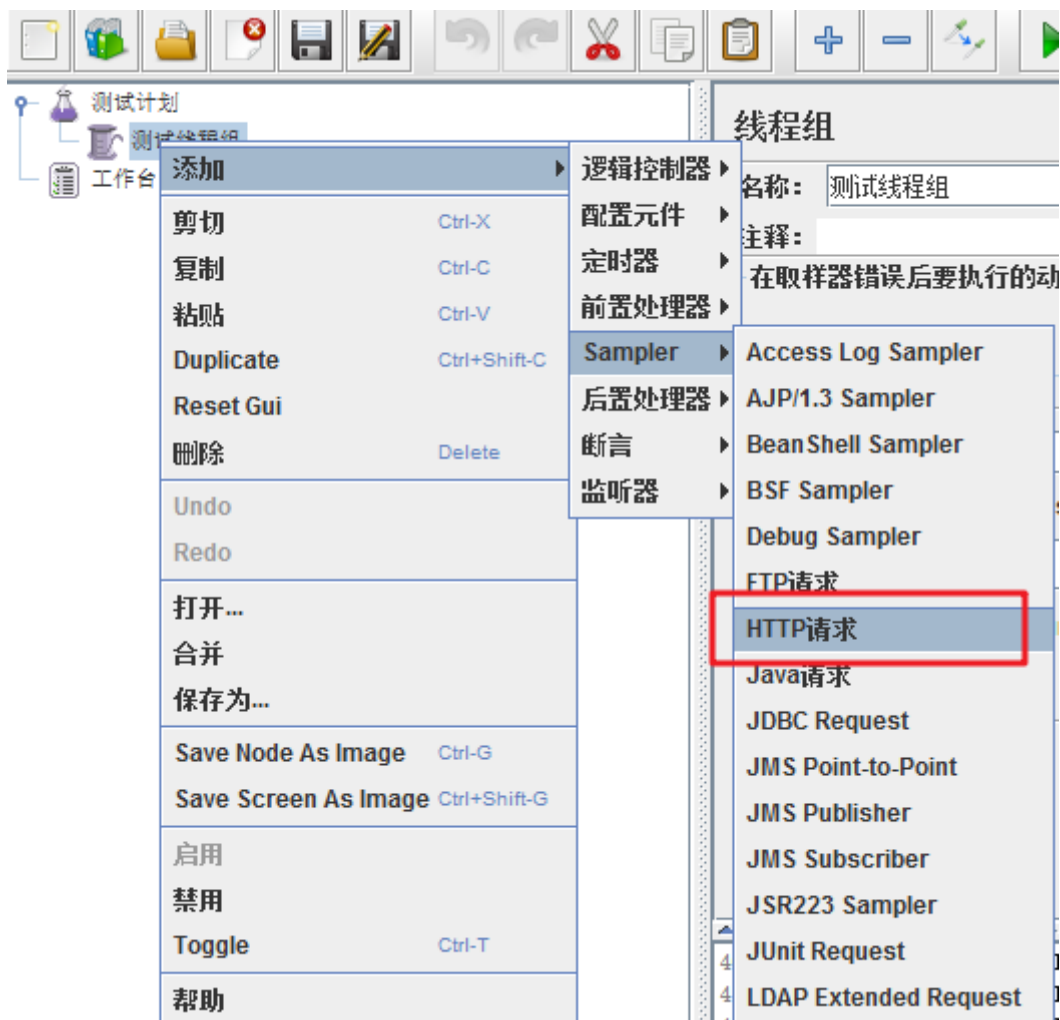 测试计划
测试线程组
工作台
添加
剪切 Ctrl-X
复制 Ctrl-C
粘贴 Ctrl-V
Duplicate Ctrl+Shift-C
Reset Gui
删除 Delete
Undo
Redo
打开...
合并
保存为...
Save Node As Image Ctrl-G
Save Screen As Image Ctrl+Shift-G
启用
禁用
Toggle Ctrl-T
帮助
逻辑控制器
配置元件
定时器
前置处理器
Sampler
后置处理器
断言
监听器
线程组
名称： 测试线程组
注释：
在取样器错误后要执行的动
Access Log Sampler
AJP/1.3 Sampler
BeanShell Sampler
BSF Sampler
Debug Sampler
FTP请求
HTTP请求
Java请求
JDBC Request
JMS Point-to-Point
JMS Publisher
JMS Subscriber
JSR223 Sampler
JUnit Request
LDAP Extended Request
4
4